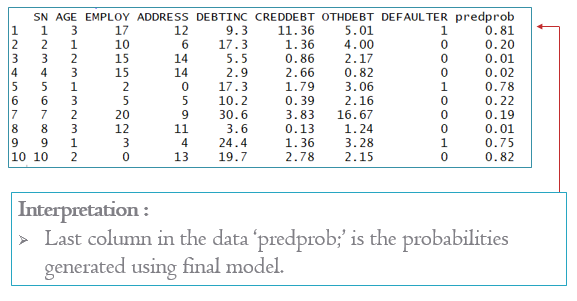 SN AGE EMPLOY ADDRESS DEBTINC CREDDEBT OTHDEBT DEFAULTER predprob
1 1 3 17 12 9.3 11.36 5.01 1 0.81
2 2 1 10 6 17.3 1.36 4.00 0 0.20
3 3 2 15 14 5.5 0.86 2.17 0 0.01
4 4 3 15 14 2.9 2.66 0.82 0 0.02
5 5 1 2 0 17.3 1.79 3.06 1 0.78
6 6 3 5 5 10.2 0.39 2.16 0 0.22
7 7 2 20 9 30.6 3.83 16.67 0 0.19
8 8 3 12 11 3.6 0.13 1.24 0 0.01
9 9 1 3 4 24.4 1.36 3.28 1 0.75
10 10 2 0 13 19.7 2.78 2.15 0 0.82
Interpretation :
➢ Last column in the data ‘predprob;’ is the probabilities
generated using final model.